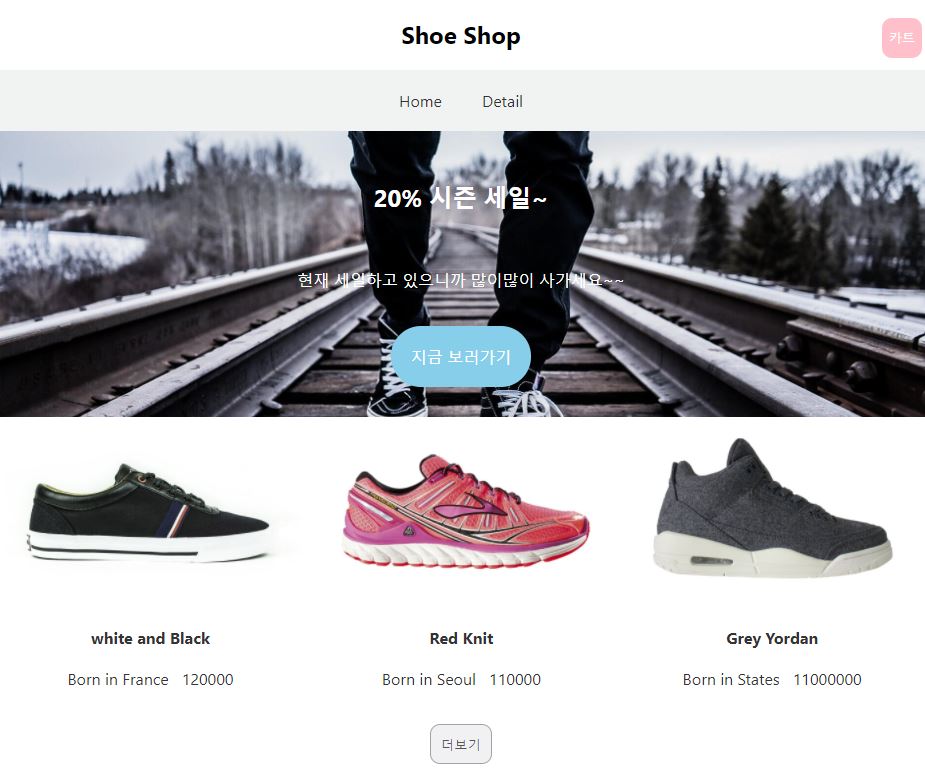 Shoe Shop
카트
Home Detail
20% 시즌 세일~
현재 세일하고 있으니까 많이많이 사가세요~~
지금 보러가기
white and Black
Born in France 120000
Red Knit
Born in Seoul 110000
Grey Yordan
Born in States 11000000
더보기